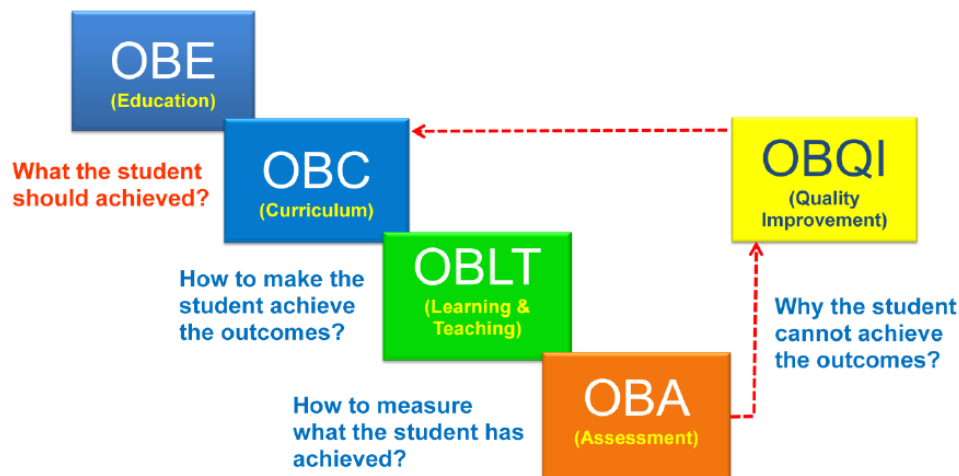 OBE
(Education)
What the student
should achieved?
OBC
(Curriculum)
OBQI
(Quality
Improvement)
How to make the
student achieve
the outcomes?
OBLT
(Learning &
Teaching)
Why the student
cannot achieve
the outcomes?
How to measure
what the student has
achieved?
OBA
(Assessment)